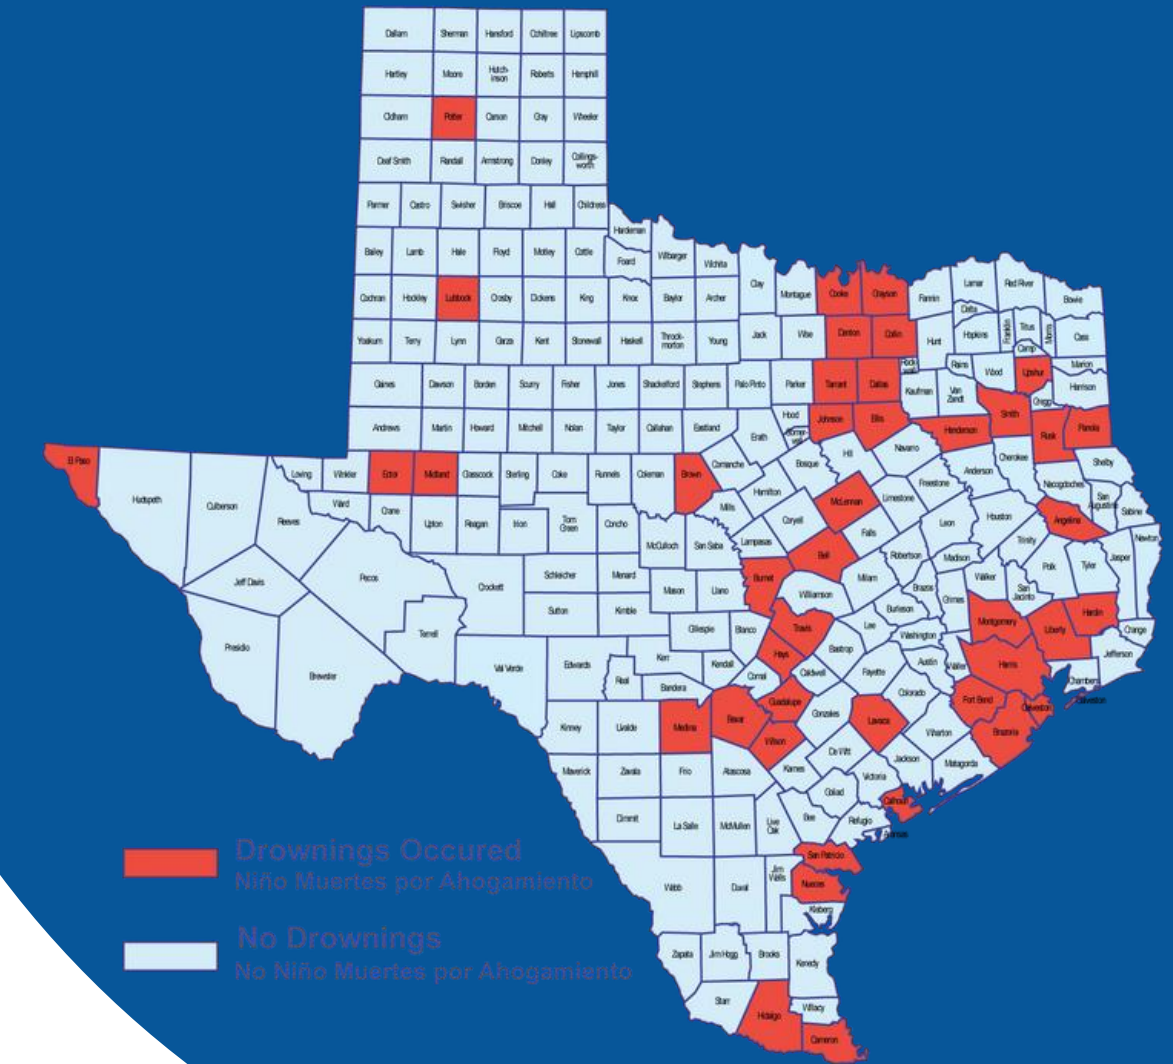 Dallam Sherman Hansford Ochiltree Lipscomb
Hartley Moore Hutch-
inson Roberts Hemphill
Oldham Potter Carson Gray Wheeler
Deaf Smith Randall Armstrong Donley Collings-
worth
Parmer Castro Swisher Briscoe Hall Childress
Hardeman
Bailey Lamb Hale Floyd Motley Cottle Foard Wilbarger Wichita
Cochran Hockley Lubbock Crosby Dickens King Knox Baylor Archer Clay Montague Cooke Grayson Fannin Lamar Red River Bowie
Delta
Yoakum Terry Lynn Garza Kent Stonewall Haskell Throck-
morton Young Jack Wise Denton Collin Hunt Hopkins Franklin Titus Morris Cass
Camp
Gaines Dawson Borden Scurry Fisher Jones Shackelford Stephens Palo Pinto Parker Tarrant Dallas Rock-
wall Rains Wood Upshur Marion
Kaufman Van
Zandt Gregg Harrison
Andrews Martin Howard Mitchell Nolan Taylor Callahan Eastland Erath Hood Somer-
vell Johnson Ellis Henderson Smith Rusk Panola
El Paso Hudspeth Culberson Reeves Loving Winkler Ector Midland Glasscock Sterling Coke Runnels Coleman Brown Comanche Bosque Hill Navarro Anderson Cherokee Shelby
Ward Crane Upton Reagan Irion Tom
Green Concho Mills Hamilton McLennan Limestone Freestone Nacogdoches San
Augustine Sabine
McCulloch San Saba Lampasas Coryell Falls Leon Houston Angelina Newton
Jeff Davis Pecos Crockett Schleicher Menard Mason Llano Burnet Bell Milam Robertson Madison Trinity Polk Tyler Jasper
Williamson Brazos Walker San
Jacinto
Presidio Brewster Terrell Sutton Kimble Gillespie Blanco Travis Lee Burleson Grimes Montgomery Liberty Hardin Orange
Washington
Val Verde Edwards Real Kerr Kendall Hays Bastrop Fayette Austin Waller Harris Jefferson
Bandera Comal Caldwell Colorado Fort Bend Chambers
Kinney Uvalde Medina Bexar Guadalupe Gonzales Lavaca Wharton Brazoria Galveston Galveston
Wilson De Witt Jackson Matagorda
Maverick Zavala Frio Atascosa Karnes Victoria
Goliad Calhoun
Dimmit La Salle McMullen Live
Oak Bee Refugio Aransas
Webb Duval Jim
Wells San Patricio
Nueces
Kleberg
Zapata Jim Hogg Brooks Kenedy
Starr Hidalgo Willacy
Cameron
Drownings Occured
Niño Muertes por Ahogamiento
No Drownings
No Niño Muertes por Ahogamiento